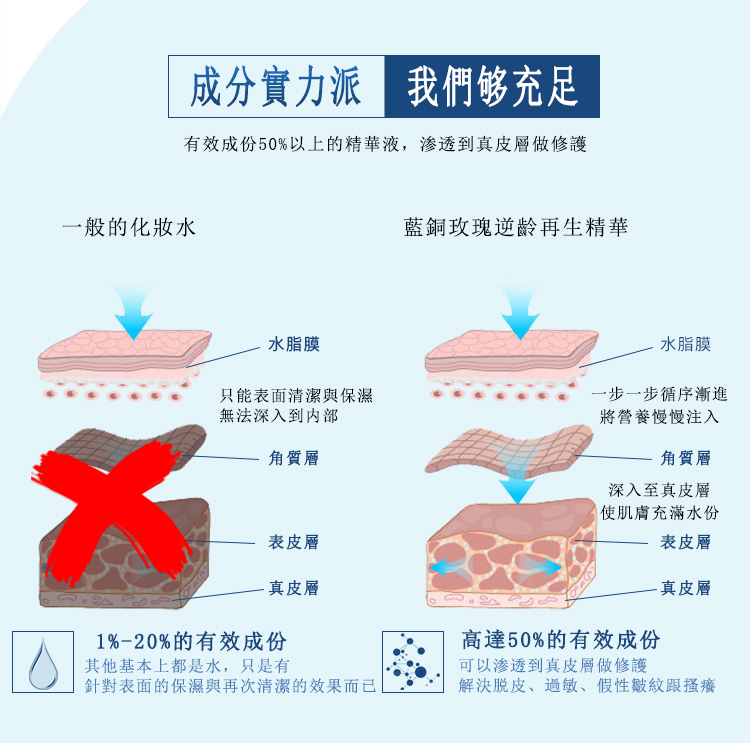 成分實力派 我們够充足
有效成份50%以上的精華液，渗透到真皮層做修護
一般的化妝水
藍銅玫瑰逆齡再生精華
水脂膜
水脂膜
只能表面清潔與保濕
無法深入到内部
一步一步循序漸進
將營養慢慢注入
角質層
角質層
深入至真皮層
使肌膚充滿水份
表皮層
表皮層
真皮層
真皮層
1%-20%的有效成份
其他基本上都是水，只是有
針對表面的保濕與再次清潔的效果而已
高達50%的有效成份
可以渗透到真皮層做修護
解決脱皮、過敏、假性皺紋跟搔癢